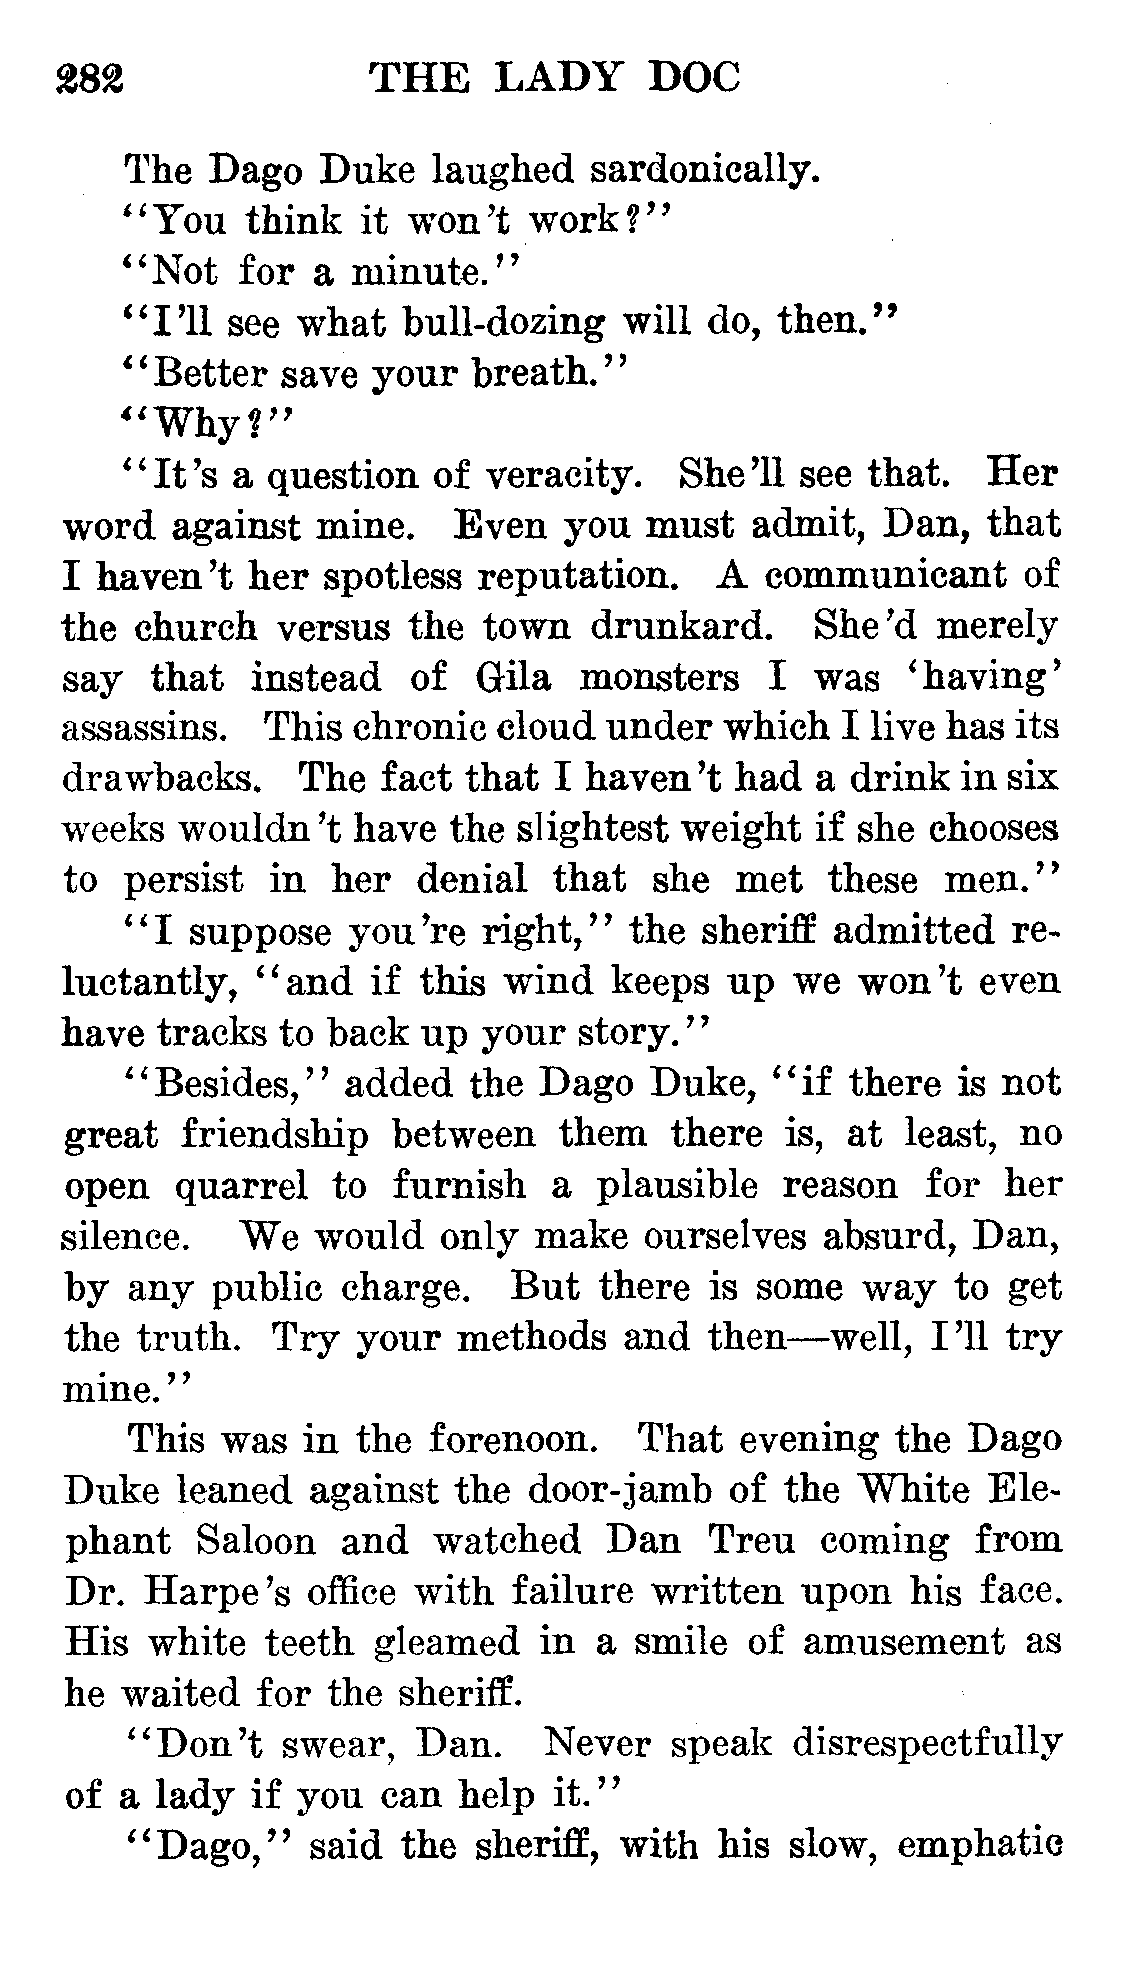 282 THE LADY DOC
The Dago Duke laughed sardonically.
"You think it won't work?"
"Not for a minute."
"I'll see what bull-dozing will do, then."
"Better save your breath."
"Why?"
"It's a question of veracity. She'll see that. Her
word against mine. Even you must admit, Dan, that
I haven't her spotless reputation. A communicant of
the church versus the town drunkard. She'd merely
say that instead of Gila monsters I was 'having'
assassins. This chronic cloud under which I live has its
drawbacks. The fact that I haven't had a drink in six
weeks wouldn't have the slightest weight if she chooses
to persist in her denial that she met these men."
"I suppose you're right," the sheriff admitted re-
luctantly, "and if this wind keeps up we won't even
have tracks to back up your story."
"Besides," added the Dago Duke, "if there is not
great friendship between them there is, at least, no
open quarrel to furnish a plausible reason for her
silence. We would only make ourselves absurd, Dan,
by any public charge. But there is some way to get
the truth. Try your methods and then—well, I'll try
mine."
This was in the forenoon. That evening the Dago
Duke leaned against the door-jamb of the White Ele-
phant Saloon and watched Dan Treu coming from
Dr. Harpe's office with failure written upon his face.
His white teeth gleamed in a smile of amusement as
he waited for the sheriff.
"Don't swear, Dan. Never speak disrespectfully
of a lady if you can help it."
"Dago," said the sheriff, with his slow, emphatic